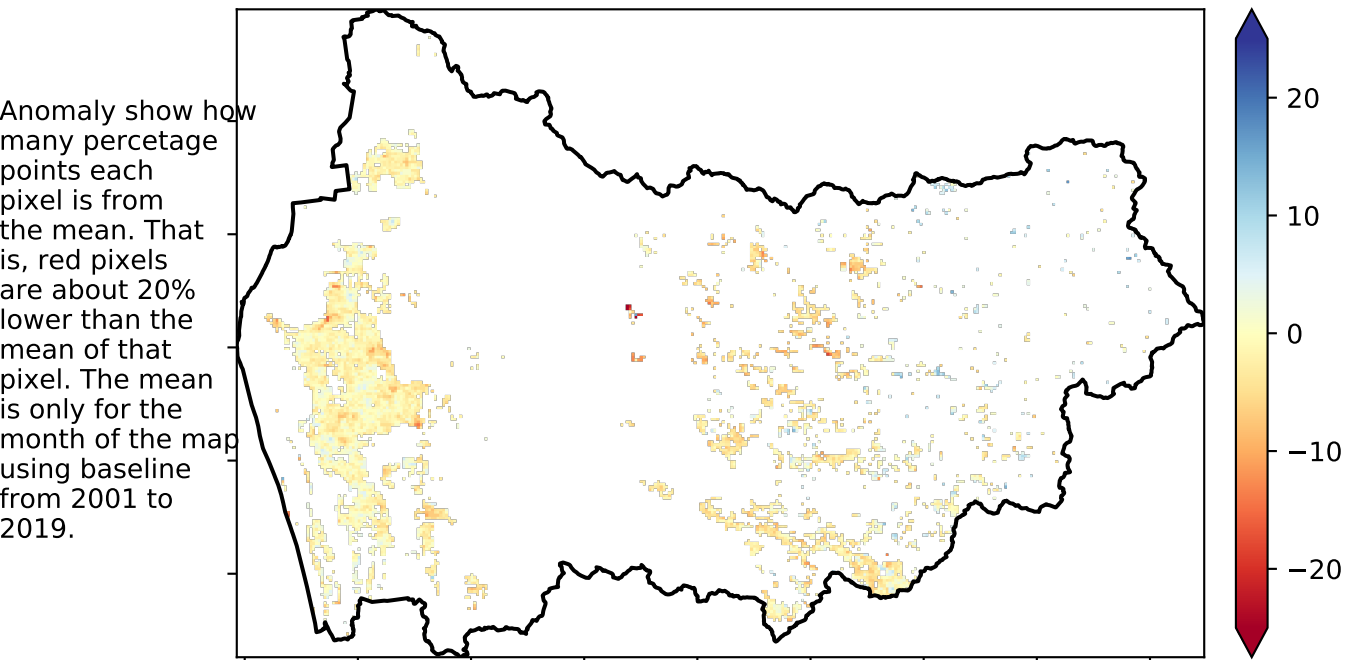 Anomaly show how
many percetage
points each
pixel is from
the mean. That
is, red pixels
are about 20%
lower than the
mean of that
pixel. The mean
is only for the
month of the map
using baseline
from 2001 to
2019.
20
10
0
−10
−20